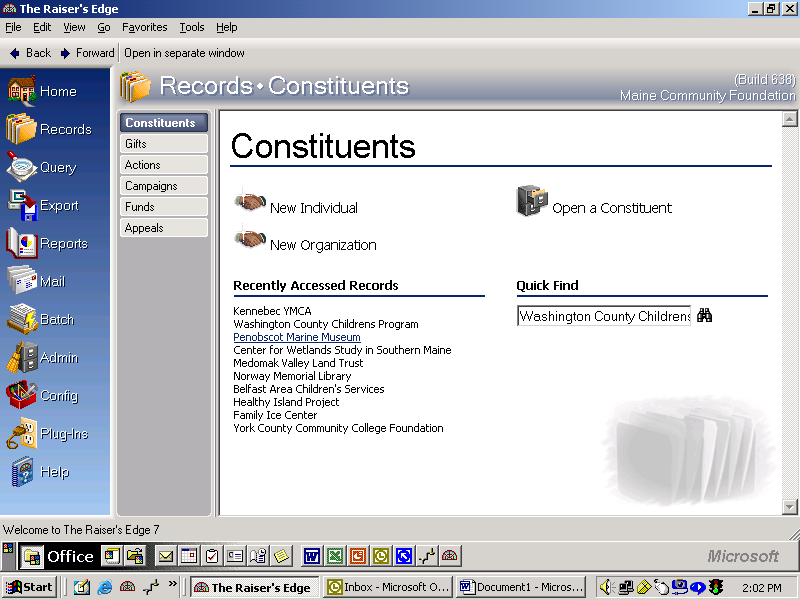 The Raiser's Edge
File Edit View Go Favorites Tools Help
Back Forward Open in separate window
Home
Records
Query
Export
Reports
Mail
Batch
Admin
Config
Plug-Ins
Help
Records • Constituents
(Build 638)
Maine Community Foundation
Constituents
Gifts
Actions
Campaigns
Funds
Appeals
Constituents
New Individual
Open a Constituent
New Organization
Recently Accessed Records
Kennebec YMCA
Washington County Childrens Program
Penobscot Marine Museum
Center for Wetlands Study in Southern Maine
Medomak Valley Land Trust
Norway Memorial Library
Belfast Area Children's Services
Healthy Island Project
Family Ice Center
York County Community College Foundation
Quick Find
Washington County Childrens
Welcome to The Raiser's Edge 7
Office
Microsoft
Start
The Raiser's Edge
Inbox - Microsoft O...
Document1 - Micros...
2:02 PM